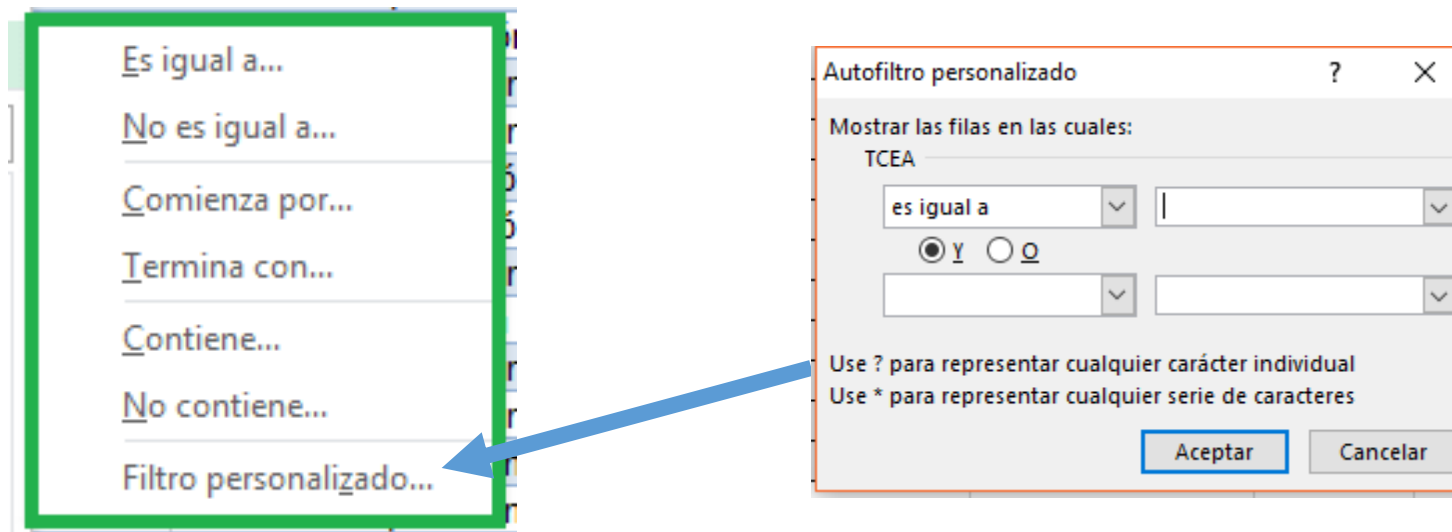 Es igual a...
No es igual a...
Comienza por...
Termina con...
Contiene...
No contiene...
Filtro personalizado...
Autofiltro personalizado ? X
Mostrar las filas en las cuales:
TCEA
es igual a
Y O
Use ? para representar cualquier carácter individual
Use * para representar cualquier serie de caracteres
Aceptar Cancelar